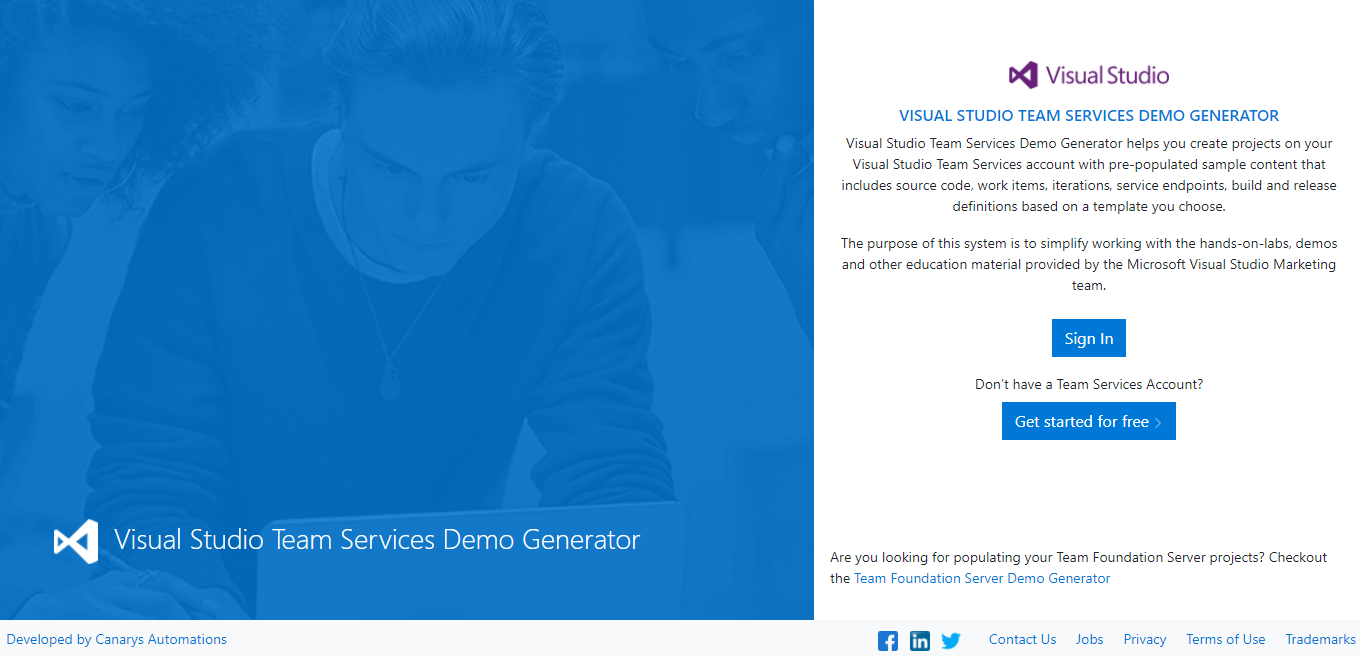 Visual Studio
VISUAL STUDIO TEAM SERVICES DEMO GENERATOR
Visual Studio Team Services Demo Generator helps you create projects on your
Visual Studio Team Services account with pre-populated sample content that
includes source code, work items, iterations, service endpoints, build and release
definitions based on a template you choose.
The purpose of this system is to simplify working with the hands-on-labs, demos
and other education material provided by the Microsoft Visual Studio Marketing
team.
Sign In
Don't have a Team Services Account?
Get started for free
Visual Studio Team Services Demo Generator
Are you looking for populating your Team Foundation Server projects? Checkout
the Team Foundation Server Demo Generator
Developed by Canarys Automations
Contact Us Jobs Privacy Terms of Use Trademarks